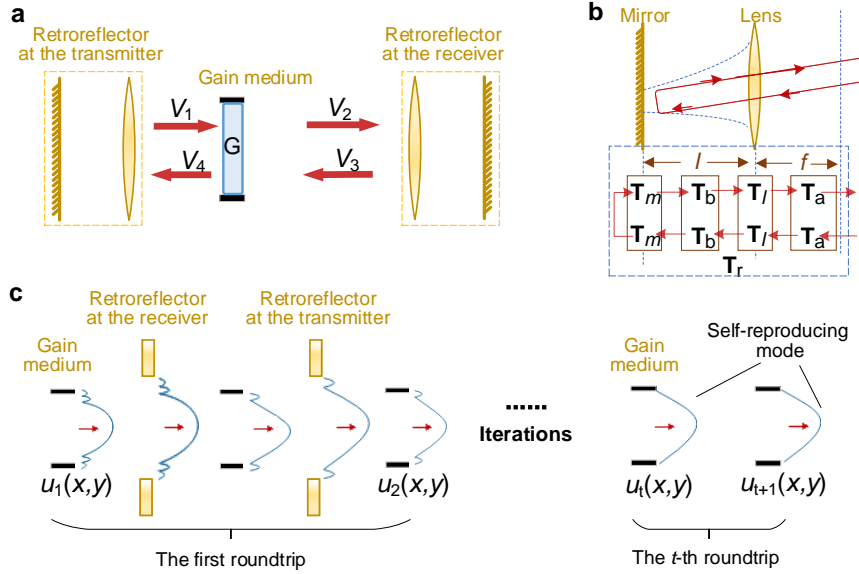 a
Retroreflector
at the transmitter
Retroreflector
at the receiver
Gain medium
V1
V2
G
V4
V3
b
Mirror
Lens
l
f
Tm
Tb
Tl
Ta
Tm
Tb
Tl
Ta
Tr
c
Retroreflector
at the receiver
Retroreflector
at the transmitter
Gain
medium
u1(x,y)
u2(x,y)
The first roundtrip
......
Iterations
Self-reproducing
mode
Gain
medium
ut(x,y)
ut+1(x,y)
The t-th roundtrip